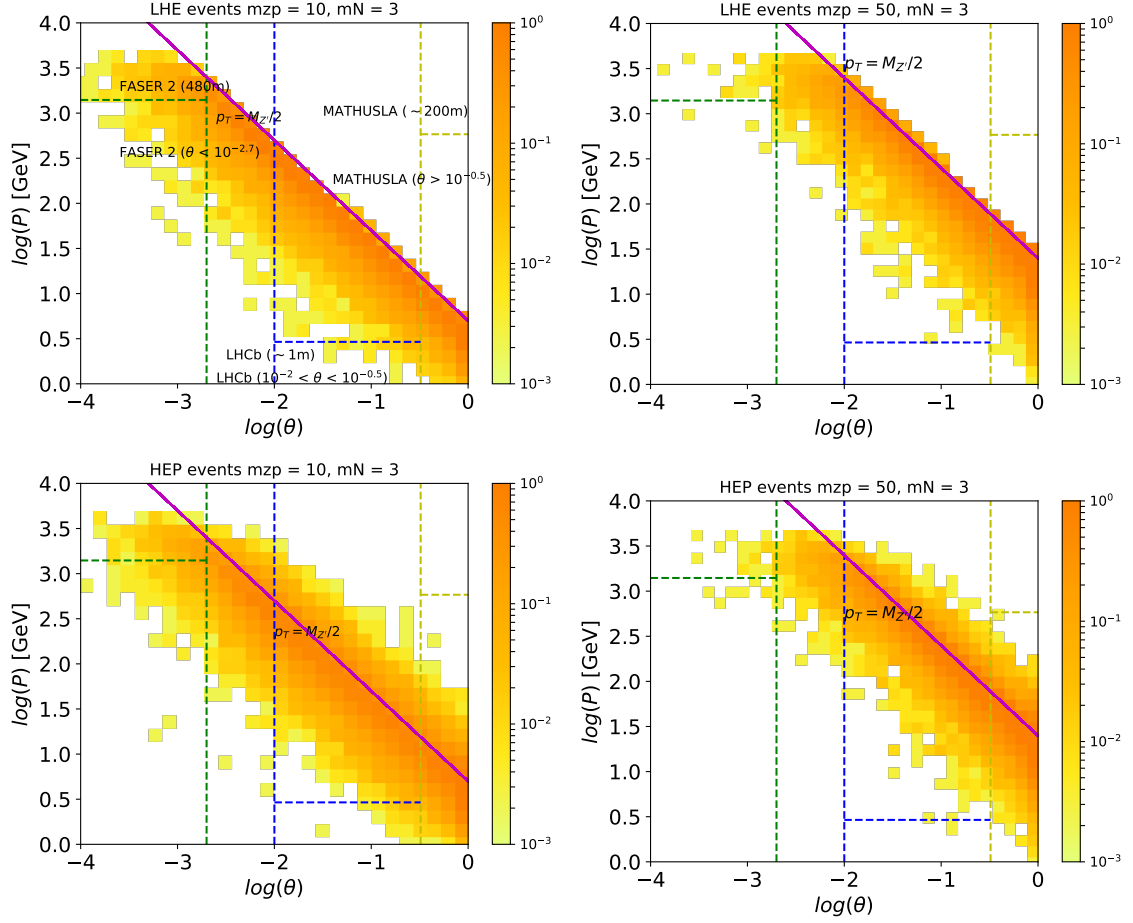 LHE events mzp = 10, mN = 3
log(P) [GeV]
4.0
3.5
3.0
2.5
2.0
1.5
1.0
0.5
0.0
FASER 2 (480m)
p_T = M_Z'/2
MATHUSLA (~200m)
FASER 2 (θ < 10^−2.7)
MATHUSLA (θ > 10^−0.5)
LHCb (~1m)
LHCb (10^−2 < θ < 10^−0.5)
−4 −3 −2 −1 0
log(θ)
10^0
10^−1
10^−2
10^−3
LHE events mzp = 50, mN = 3
log(P) [GeV]
4.0
3.5
3.0
2.5
2.0
1.5
1.0
0.5
0.0
p_T = M_Z'/2
−4 −3 −2 −1 0
log(θ)
10^0
10^−1
10^−2
10^−3
HEP events mzp = 10, mN = 3
log(P) [GeV]
4.0
3.5
3.0
2.5
2.0
1.5
1.0
0.5
0.0
p_T = M_Z'/2
−4 −3 −2 −1 0
log(θ)
10^0
10^−1
10^−2
10^−3
HEP events mzp = 50, mN = 3
log(P) [GeV]
4.0
3.5
3.0
2.5
2.0
1.5
1.0
0.5
0.0
p_T = M_Z'/2
−4 −3 −2 −1 0
log(θ)
10^0
10^−1
10^−2
10^−3